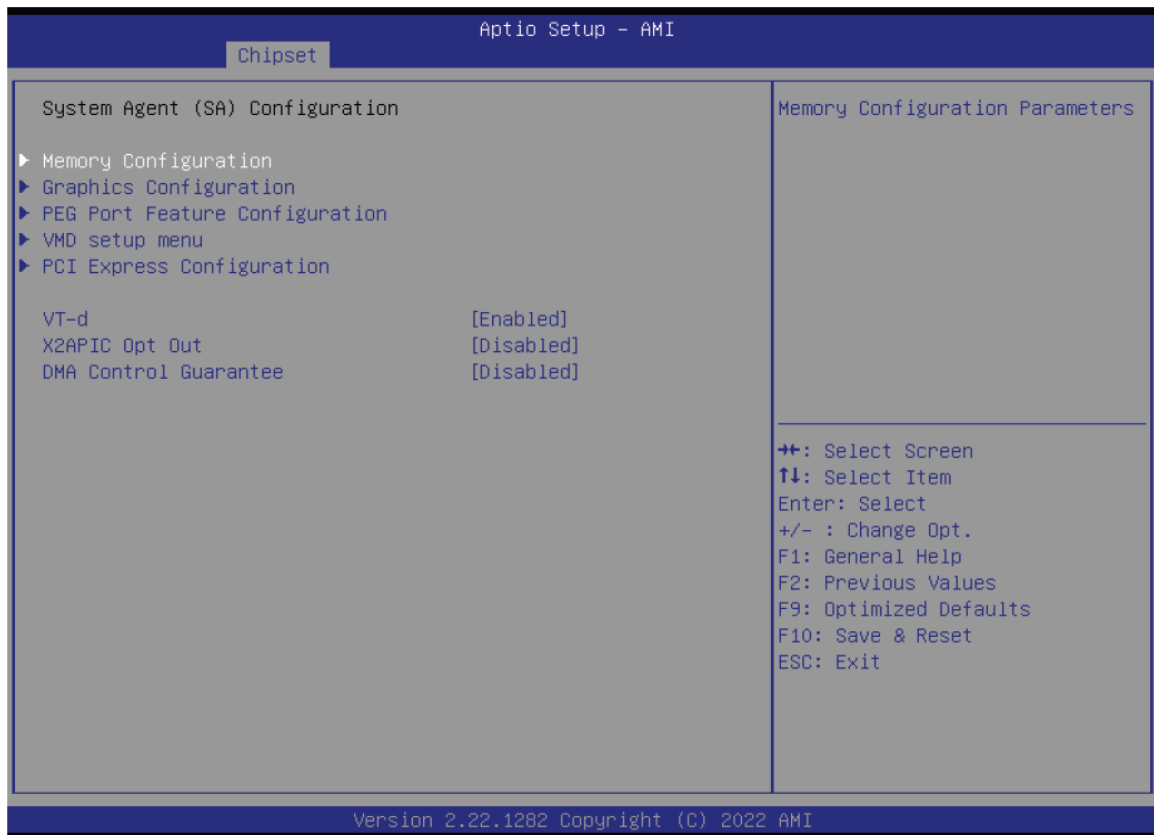 Aptio Setup – AMI
Chipset
System Agent (SA) Configuration
Memory Configuration
Graphics Configuration
PEG Port Feature Configuration
VMD setup menu
PCI Express Configuration
VT-d [Enabled]
X2APIC Opt Out [Disabled]
DMA Control Guarantee [Disabled]
Memory Configuration Parameters
→←: Select Screen
↑↓: Select Item
Enter: Select
+/- : Change Opt.
F1: General Help
F2: Previous Values
F9: Optimized Defaults
F10: Save & Reset
ESC: Exit
Version 2.22.1282 Copyright (C) 2022 AMI